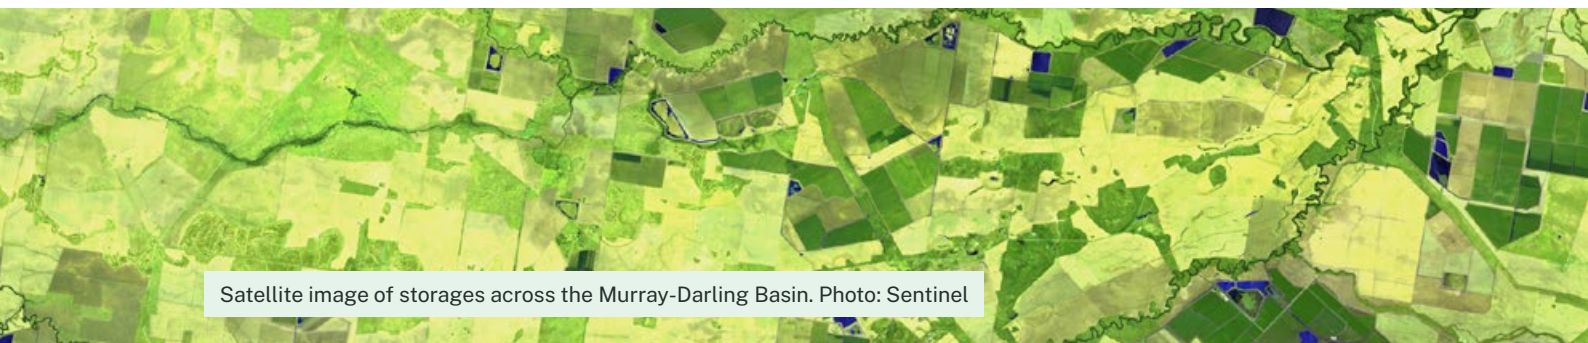 Satellite image of storages across the Murray-Darling Basin. Photo: Sentinel